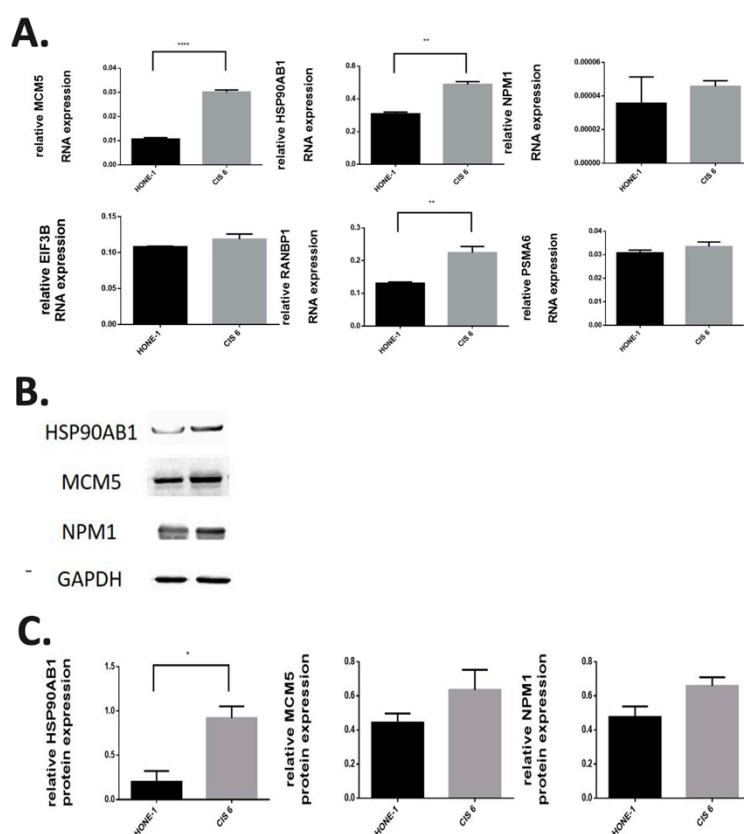 A.
relative MCM5
RNA expression
0.04
0.03
0.02
0.01
0.00
****
HONE-1
CIS 6
relative HSP90AB1
RNA expression
0.6
0.4
0.2
0.0
**
HONE-1
CIS 6
relative NPM1
RNA expression
0.00006
0.00004
0.00002
0.00000
HONE-1
CIS 6
relative EIF3B
RNA expression
0.15
0.10
0.05
0.00
HONE-1
CIS 6
relative RANBP1
RNA expression
0.3
0.2
0.1
0.0
**
HONE-1
CIS 6
relative PSMA6
RNA expression
0.04
0.03
0.02
0.01
0.00
HONE-1
CIS 6
B.
HSP90AB1
MCM5
NPM1
- GAPDH
C.
relative HSP90AB1
protein expression
1.5
1.0
0.5
0.0
*
HONE-1
CIS 6
relative MCM5
protein expression
0.8
0.6
0.4
0.2
0.0
HONE-1
CIS 6
relative NPM1
protein expression
0.8
0.6
0.4
0.2
0.0
HONE-1
CIS 6